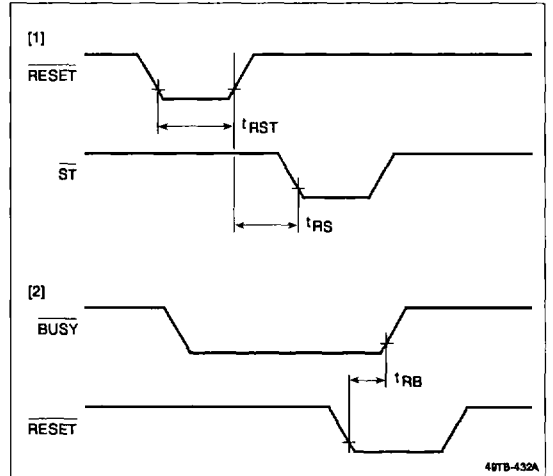 [1]
RESET
tRST
ST
tRS
[2]
BUSY
tRB
RESET
49TB-432A